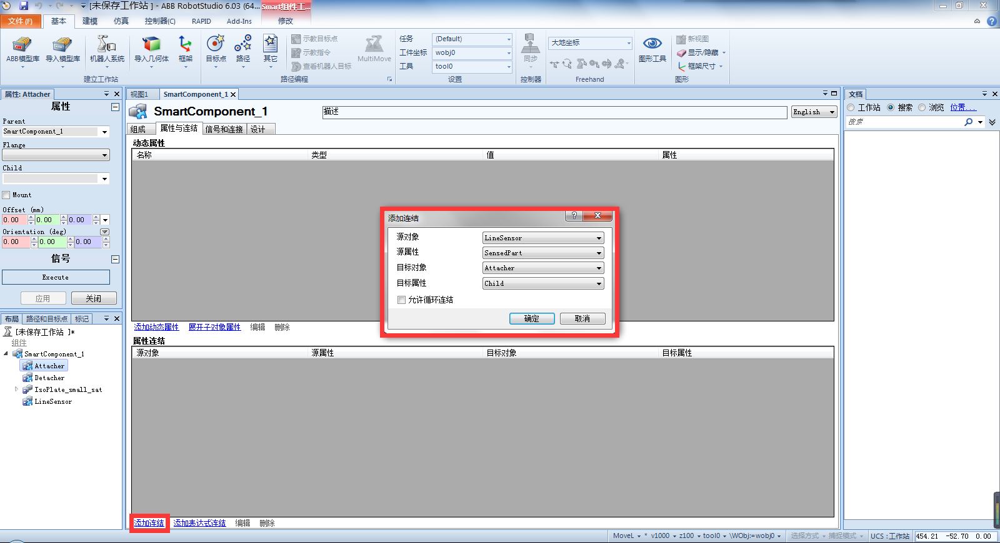 [未保存工作站 ] - ABB RobotStudio 6.03 (64...
Smart组件工...
文件(F)
基本
建模
仿真
控制器(C)
RAPID
Add-Ins
修改
ABB模型库
导入模型库
机器人系统
导入几何体
框架
目标点
路径
其它
示教目标点
示教指令
查看机器人目标
MultiMove
任务
(Default)
工件坐标
wobj0
工具
tool0
同步
大地坐标
图形工具
新视图
显示/隐藏
框架尺寸
建立工作站
路径编程
设置
控制器
Freehand
图形
属性: Attacher
属性
Parent
SmartComponent_1
Flange
Child
Mount
Offset (mm)
0.00
0.00
0.00
Orientation (deg)
0.00
0.00
0.00
信号
Execute
应用
关闭
布局
路径和目标点
标记
[未保存工作站 ]*
组件
SmartComponent_1
Attacher
Detacher
IsoPlate_small_sat
LineSensor
视图1
SmartComponent_1
SmartComponent_1
描述
English
组成
属性与连结
信号和连接
设计
动态属性
名称
类型
值
属性
添加动态属性
展开子对象属性
编辑
删除
属性连结
源对象
源属性
目标对象
目标属性
添加连结
添加表达式连结
编辑
删除
添加连结
源对象
LineSensor
源属性
SensedPart
目标对象
Attacher
目标属性
Child
允许循环连结
确定
取消
文档
工作站
搜索
浏览
位置...
搜索
MoveL
*
v1000
z100
tool0
\WObj:=wobj0
选择方式
捕捉模式
UCS : 工作站
454.21 -52.70 0.00